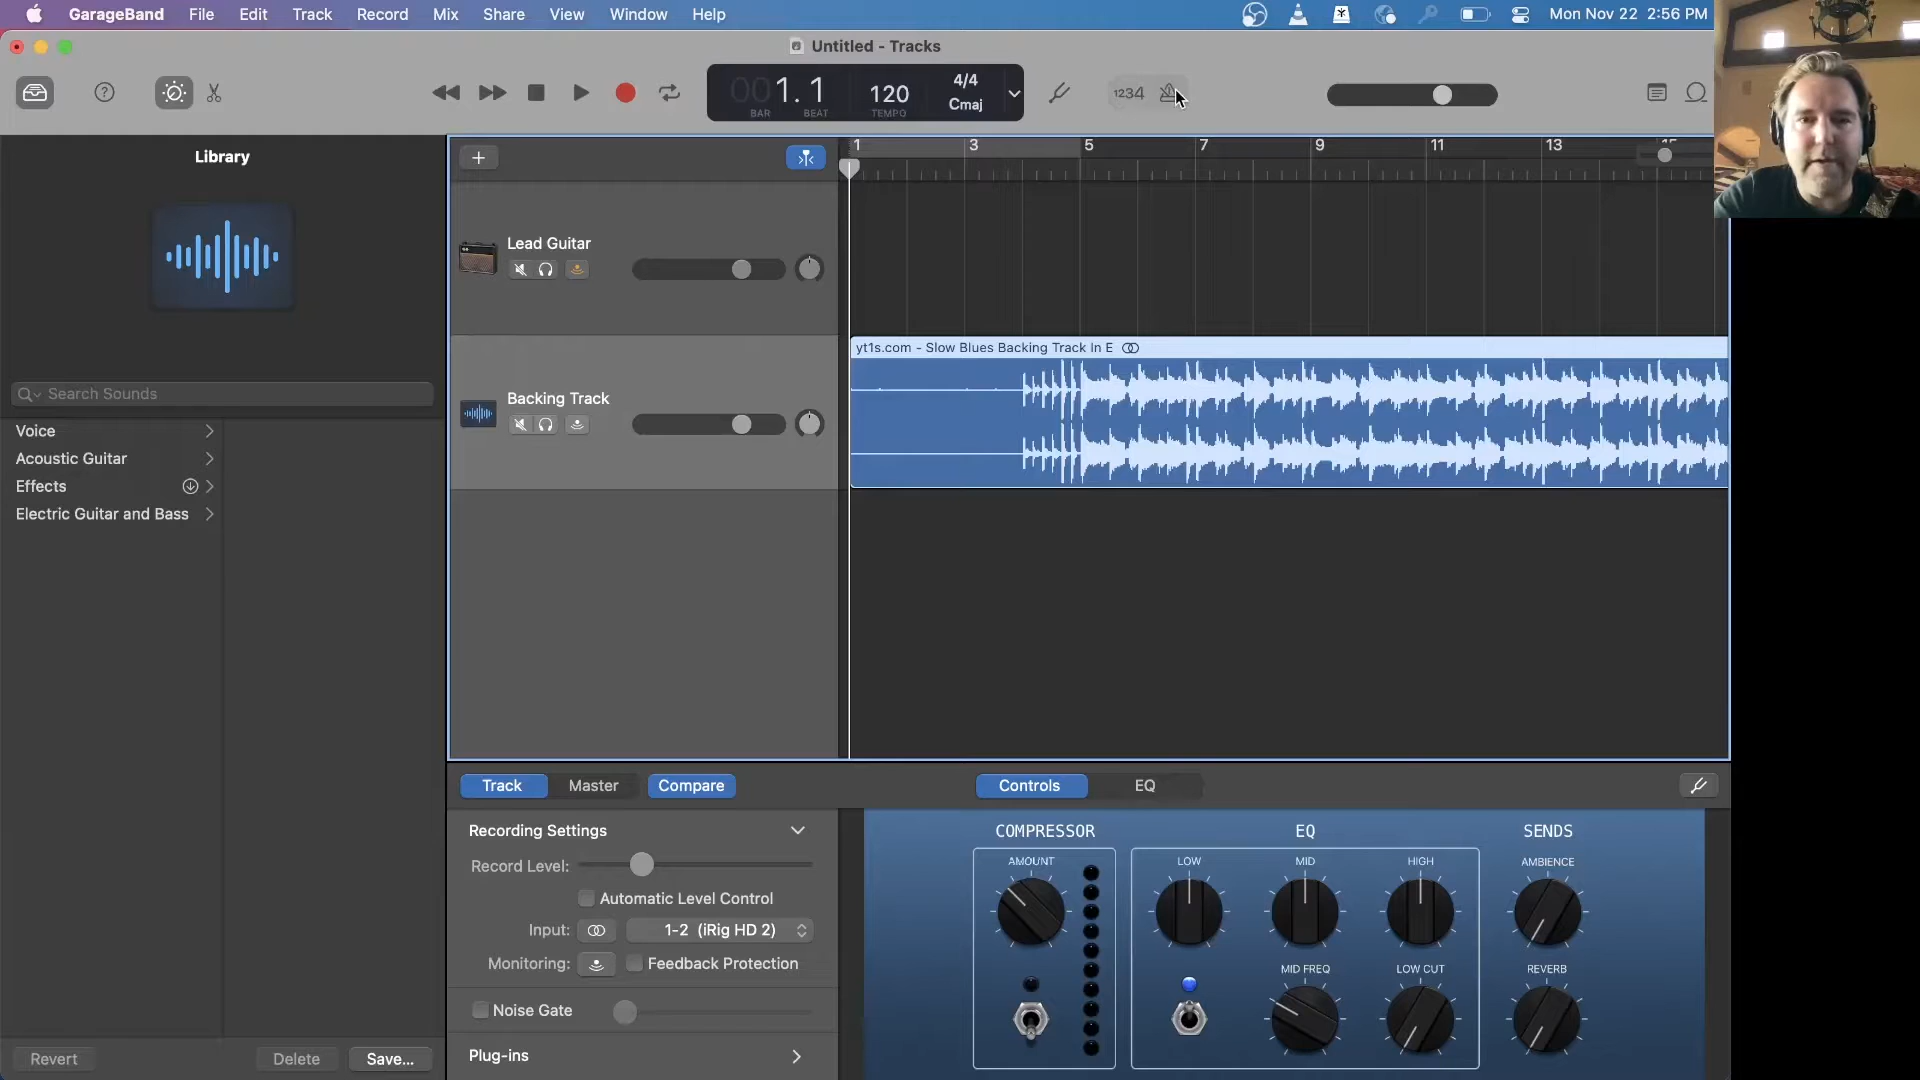 GarageBand File Edit Track Record Mix Share View Window Help Mon Nov 22 2:56 PM
Untitled - Tracks
001.1 120 4/4 Cmaj
BAR BEAT TEMPO
1234
Library
1 3 5 7 9 11 13 15
Lead Guitar
yt1s.com - Slow Blues Backing Track In E
Backing Track
Search Sounds
Voice
Acoustic Guitar
Effects
Electric Guitar and Bass
Track Master Compare Controls EQ
Recording Settings
Record Level:
Automatic Level Control
Input: 1-2 (iRig HD 2)
Monitoring: Feedback Protection
Noise Gate
Plug-ins
COMPRESSOR EQ SENDS
AMOUNT LOW MID HIGH AMBIENCE
MID FREQ LOW CUT REVERB
Revert Delete Save...